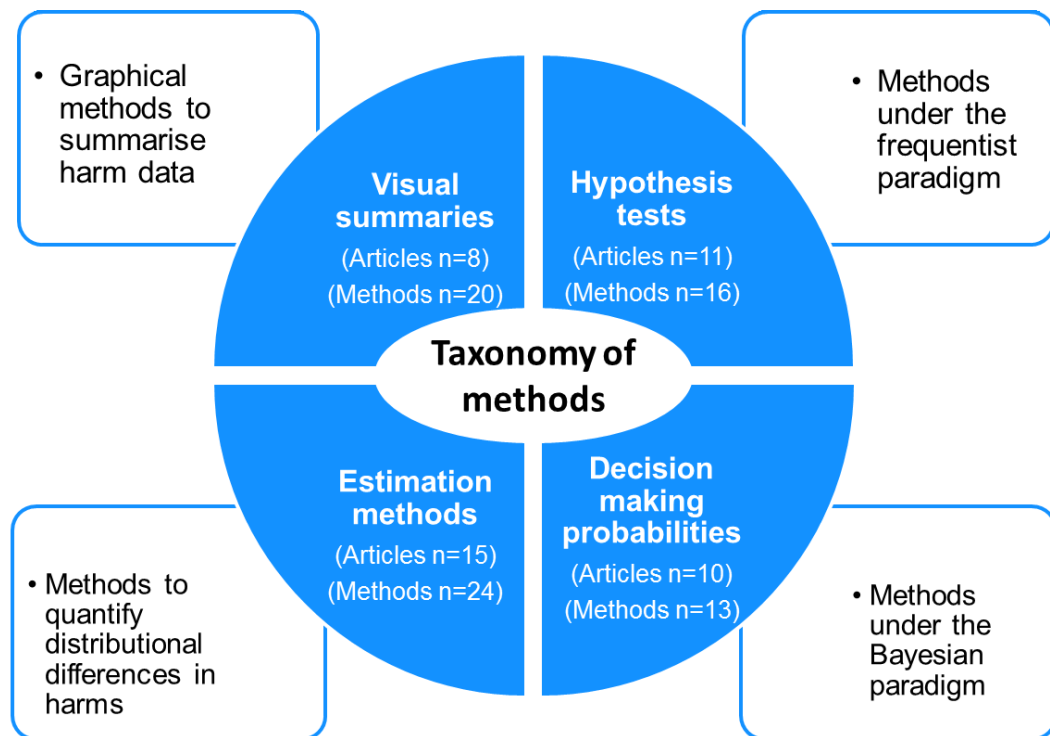 • Graphical
methods to
summarise
harm data
• Methods
under the
frequentist
paradigm
Visual
summaries
(Articles n=8)
(Methods n=20)
Hypothesis
tests
(Articles n=11)
(Methods n=16)
Taxonomy of
methods
Estimation
methods
(Articles n=15)
(Methods n=24)
Decision
making
probabilities
(Articles n=10)
(Methods n=13)
• Methods to
quantify
distributional
differences in
harms
• Methods
under the
Bayesian
paradigm